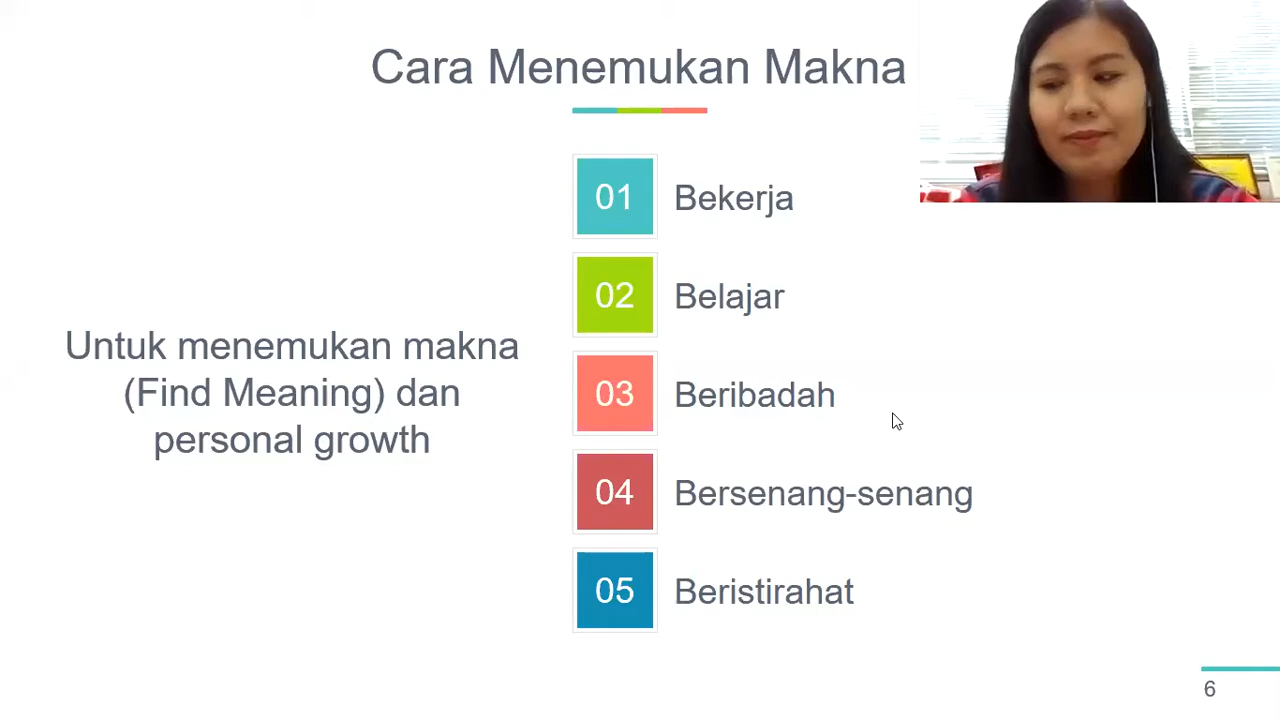 Cara Menemukan Makna
Untuk menemukan makna
(Find Meaning) dan
personal growth
01 Bekerja
02 Belajar
03 Beribadah
04 Bersenang-senang
05 Beristirahat
6